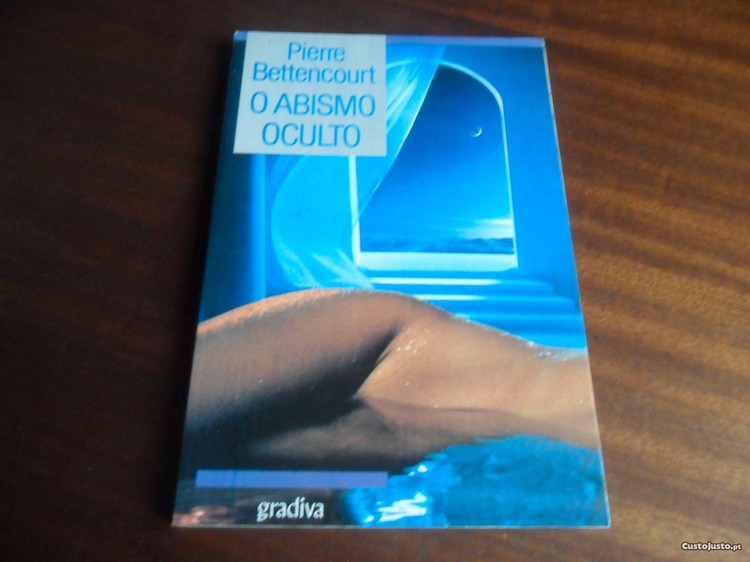 Pierre
Bettencourt
O ABISMO
OCULTO
gradiva
CustoJusto.pt